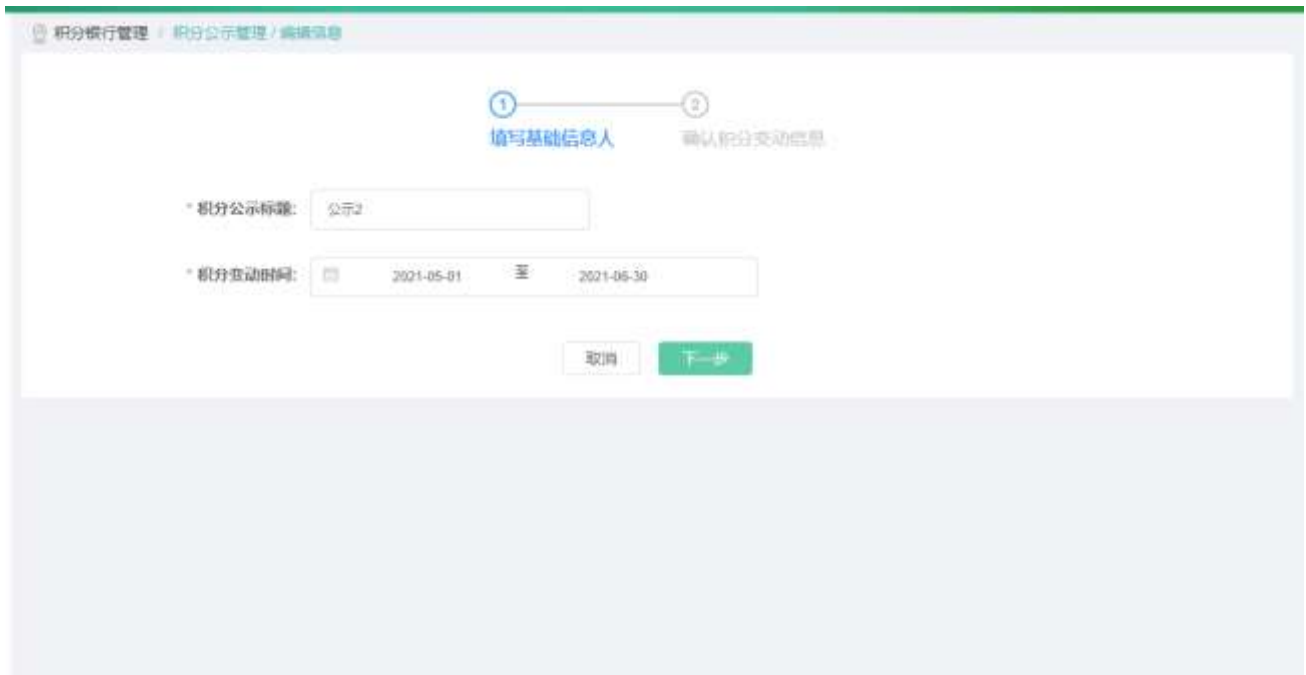 积分银行管理 / 积分公示管理 / 编辑信息
1 2
填写基础信息人 确认积分变动信息
* 积分公示标题: 公示2
* 积分变动时间: 2021-05-01 至 2021-06-30
取消 下一步